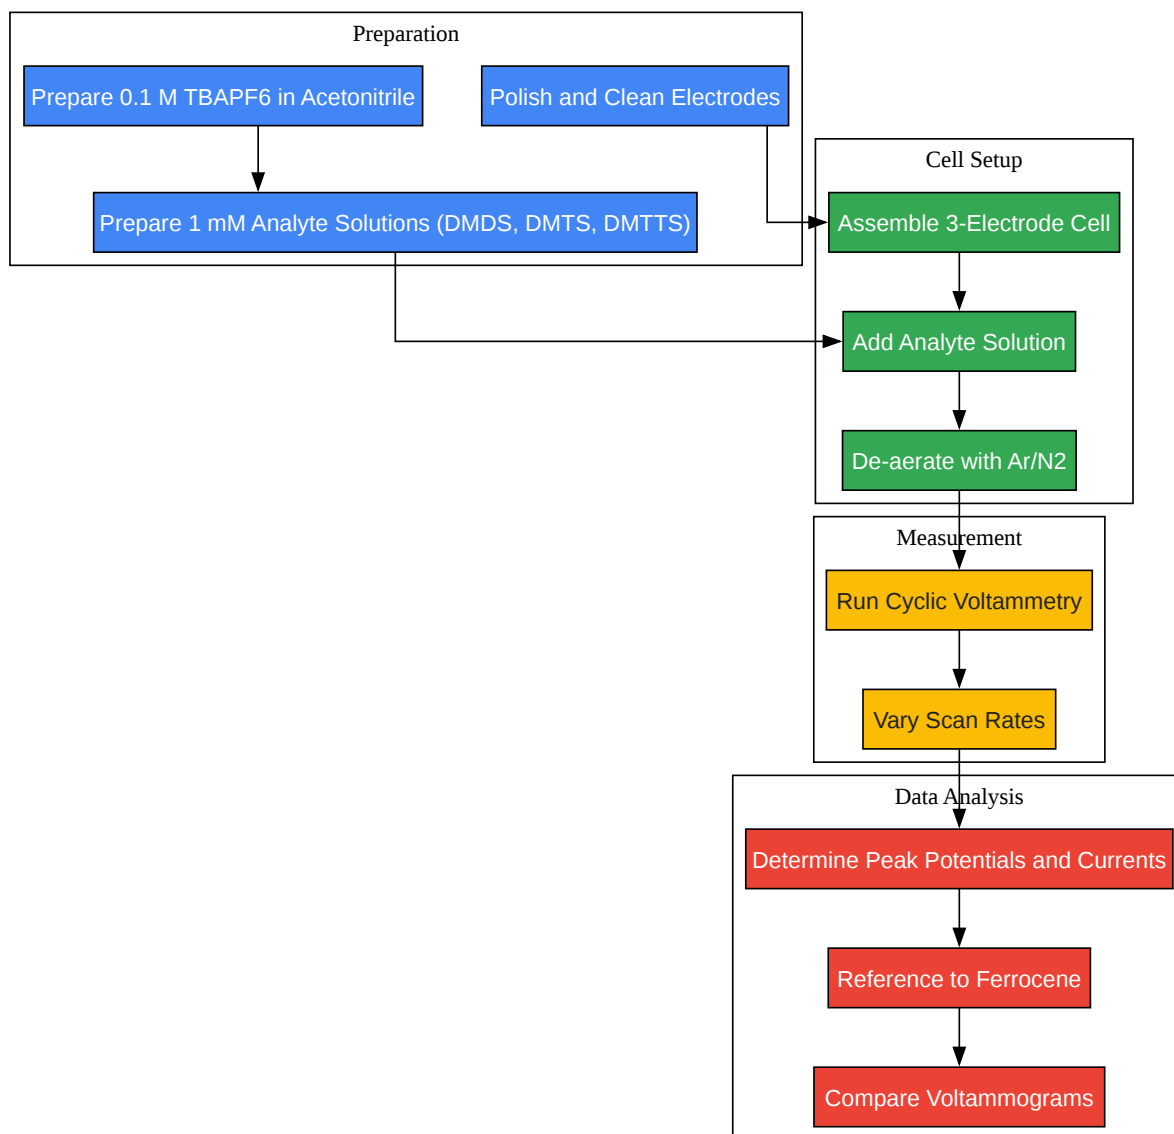 Preparation
Prepare 0.1 M TBAPF6 in Acetonitrile
Polish and Clean Electrodes
Prepare 1 mM Analyte Solutions (DMDS, DMTS, DMTTS)
Cell Setup
Assemble 3-Electrode Cell
Add Analyte Solution
De-aerate with Ar/N2
Measurement
Run Cyclic Voltammetry
Vary Scan Rates
Data Analysis
Determine Peak Potentials and Currents
Reference to Ferrocene
Compare Voltammograms